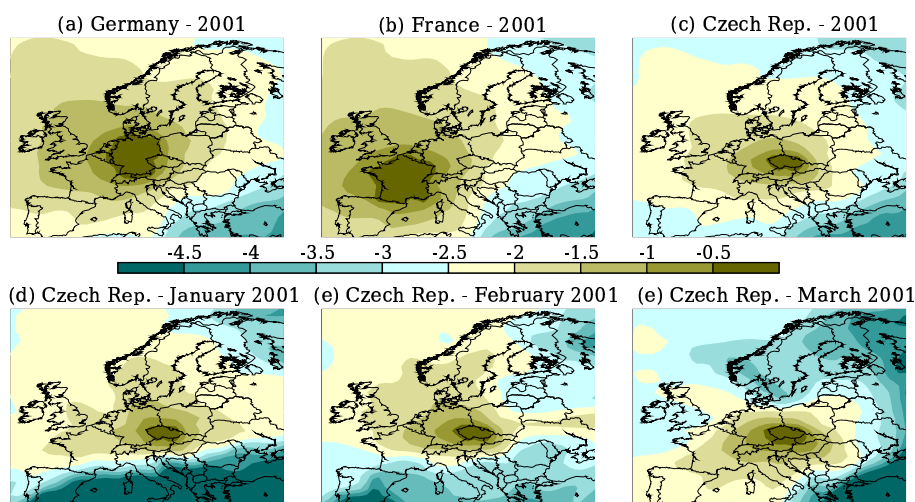 (a) Germany - 2001
(b) France - 2001
(c) Czech Rep. - 2001
-4.5 -4 -3.5 -3 -2.5 -2 -1.5 -1 -0.5
(d) Czech Rep. - January 2001
(e) Czech Rep. - February 2001
(e) Czech Rep. - March 2001